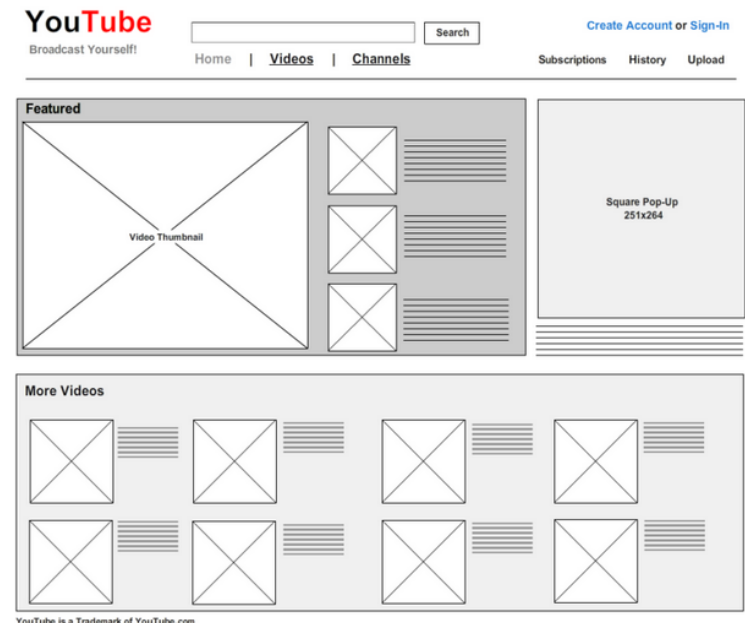 YouTube
Broadcast Yourself!
Search
Create Account or Sign-In
Home | Videos | Channels
Subscriptions History Upload
Featured
Video Thumbnail
Square Pop-Up
251x264
More Videos
YouTube is a Trademark of YouTube.com